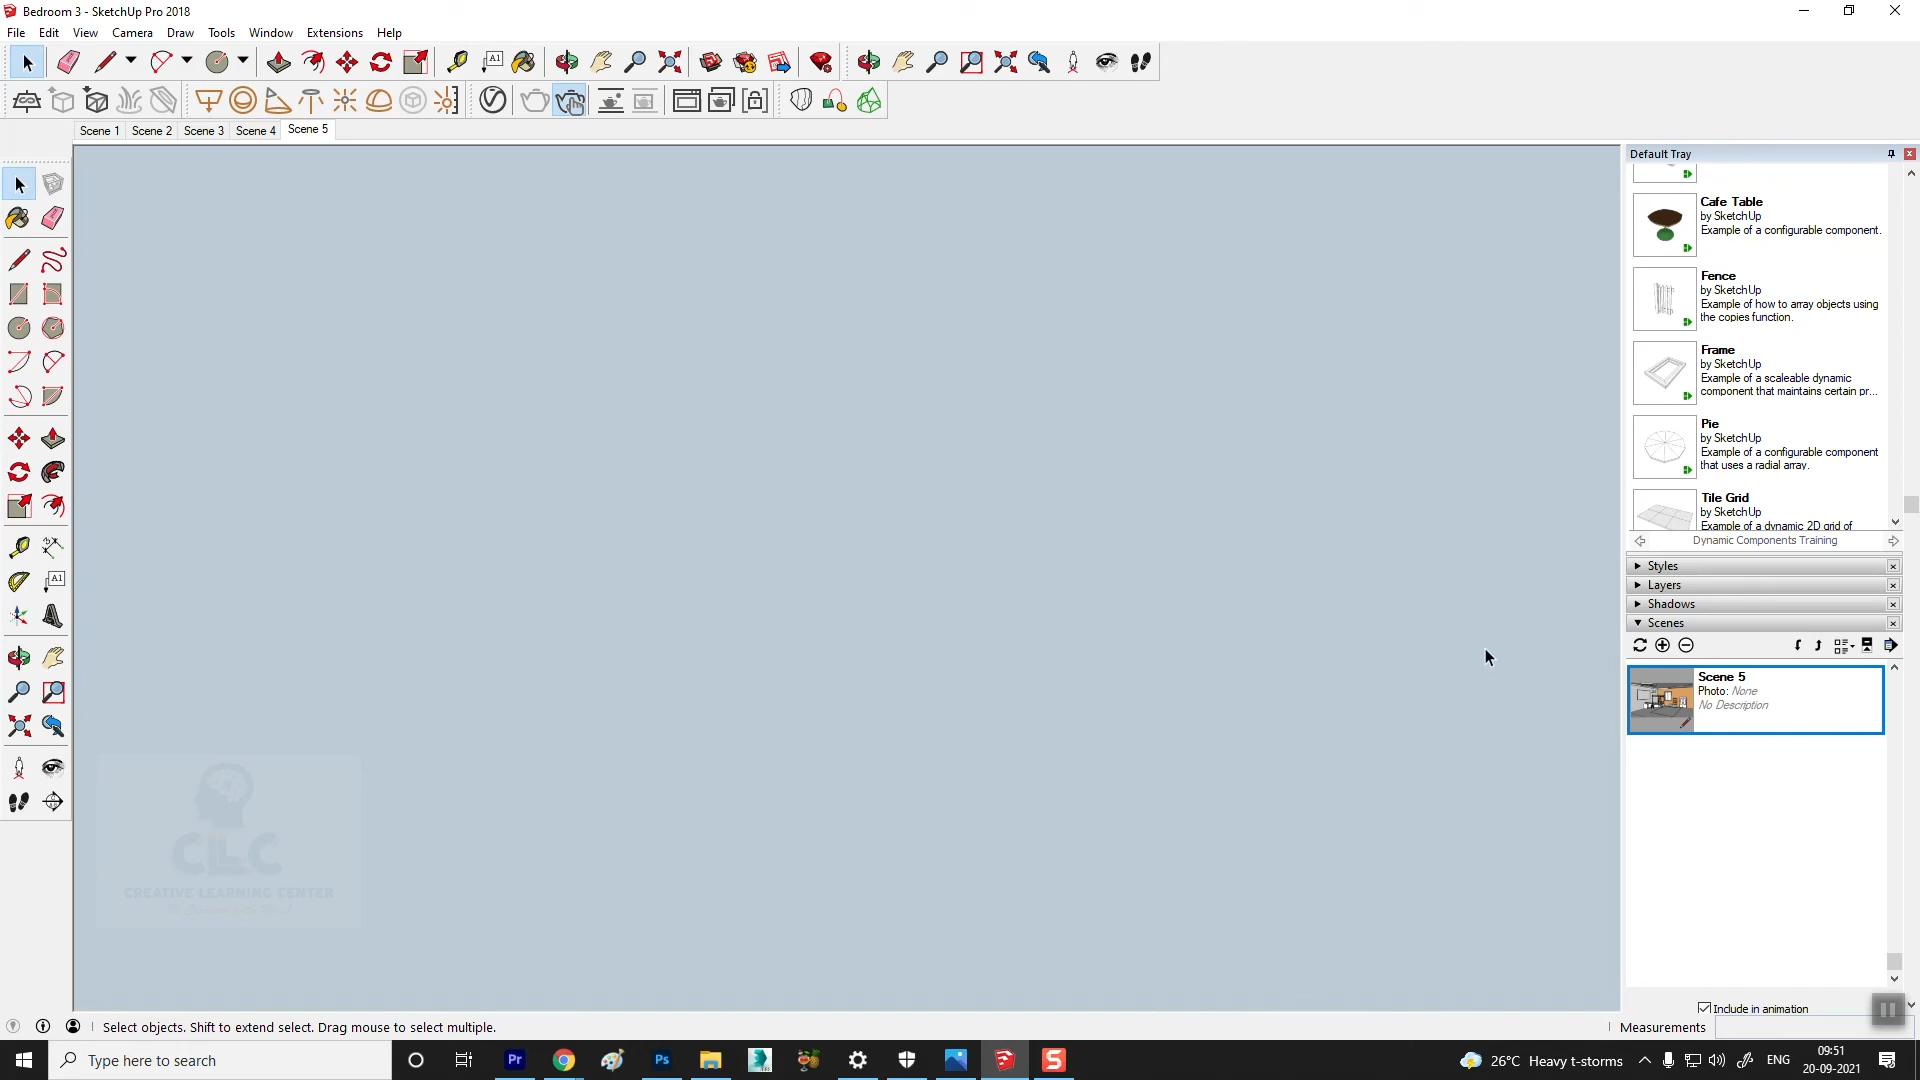 Bedroom 3 - SketchUp Pro 2018
File Edit View Camera Draw Tools Window Extensions Help
Scene 1 Scene 2 Scene 3 Scene 4 Scene 5
Default Tray
Cafe Table
by SketchUp
Example of a configurable component.
Fence
by SketchUp
Example of how to array objects using
the copies function.
Frame
by SketchUp
Example of a scaleable dynamic
component that maintains certain pr...
Pie
by SketchUp
Example of a configurable component
that uses a radial array.
Tile Grid
by SketchUp
Example of a dynamic 2D grid of
Dynamic Components Training
Styles
Layers
Shadows
Scenes
Scene 5
Photo: None
No Description
Include in animation
CLC
CREATIVE LEARNING CENTER
Select objects. Shift to extend select. Drag mouse to select multiple.
Measurements
Type here to search
Pr
Ps
S
26°C Heavy t-storms
ENG
09:51
20-09-2021